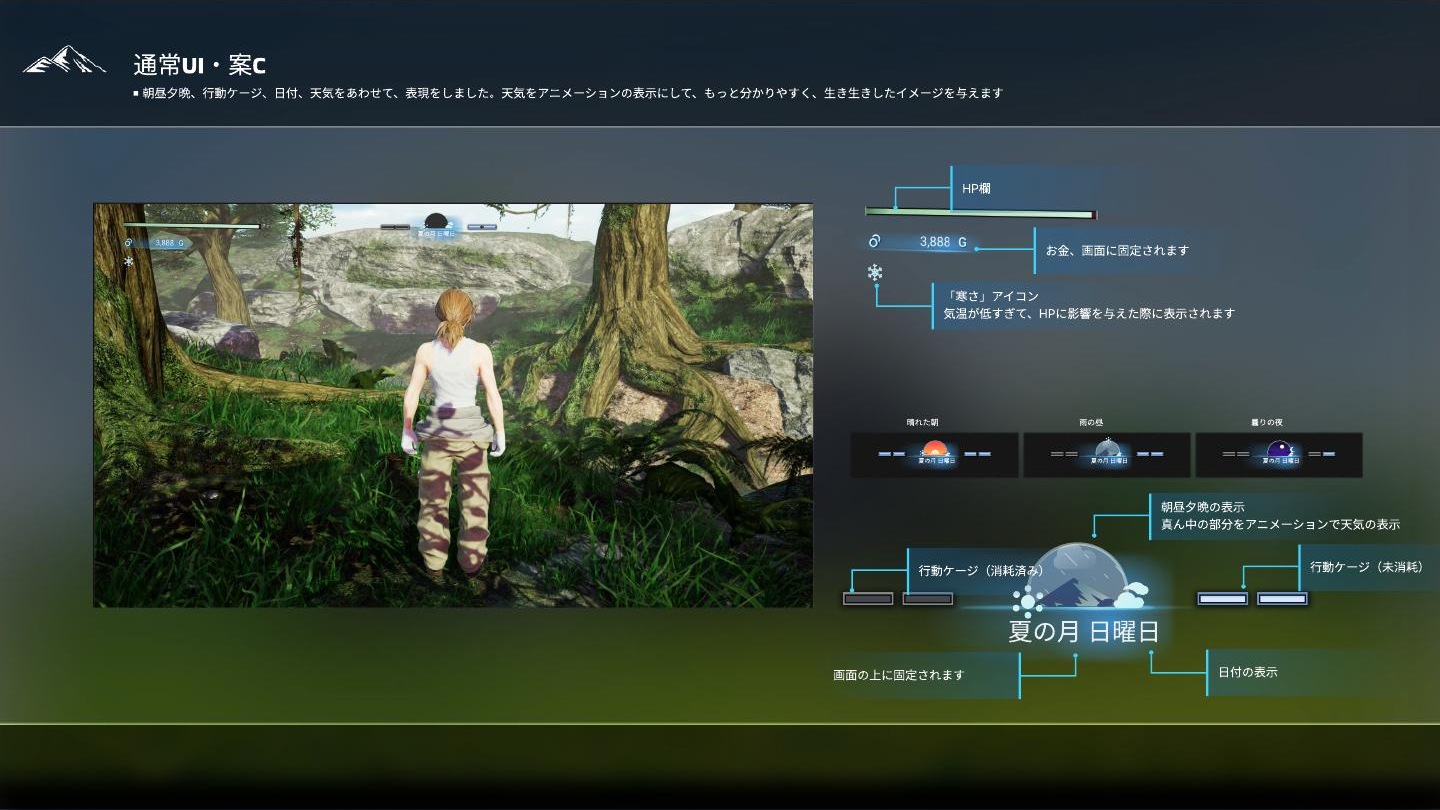 通常UI・案C
▪ 朝昼夕晩、行動ケージ、日付、天気をあわせて、表現をしました。天気をアニメーションの表示にして、もっと分かりやすく、生き生きしたイメージを与えます
3,888 G
夏の月 日曜日
HP欄
3,888 G
お金、画面に固定されます
「寒さ」アイコン
気温が低すぎて、HPに影響を与えた際に表示されます
晴れた朝
雨の昼
曇りの夜
夏の月 日曜日
夏の月 日曜日
夏の月 日曜日
朝昼夕晩の表示
真ん中の部分をアニメーションで天気の表示
行動ケージ（消耗済み）
行動ケージ（未消耗）
夏の月 日曜日
画面の上に固定されます
日付の表示